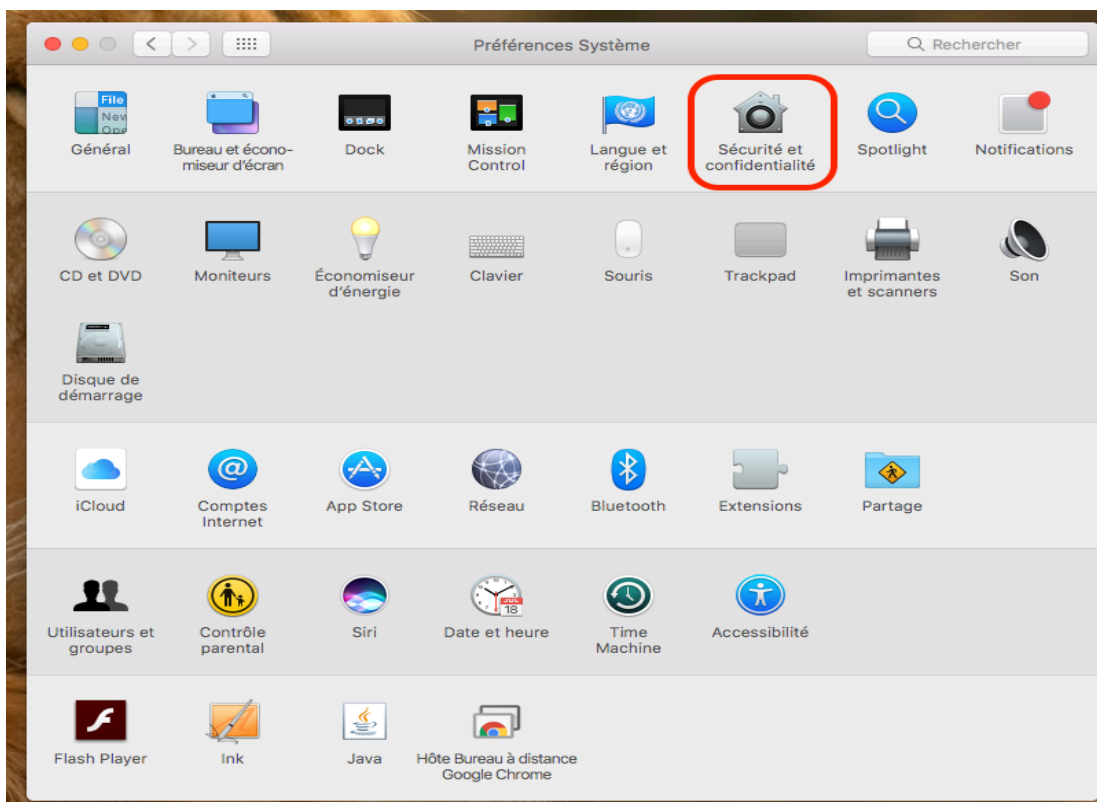 Préférences Système
Rechercher
File
New
Ope
Général
Bureau et écono-
miseur d'écran
Dock
Mission
Control
Langue et
région
Sécurité et
confidentialité
Spotlight
Notifications
CD et DVD
Moniteurs
Économiseur
d'énergie
Clavier
Souris
Trackpad
Imprimantes
et scanners
Son
Disque de
démarrage
iCloud
@
Comptes
Internet
App Store
Réseau
Bluetooth
Extensions
Partage
Utilisateurs et
groupes
Contrôle
parental
Siri
JUL
18
Date et heure
Time
Machine
Accessibilité
Flash Player
Ink
Java
Hôte Bureau à distance
Google Chrome